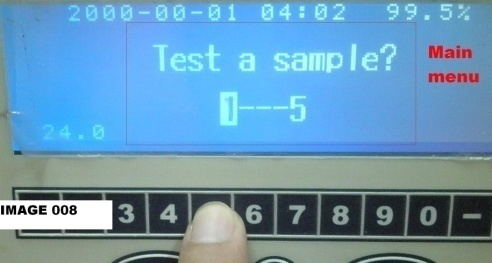 2000-00-01 04:02 99.5%
Test a sample?
Main
menu
1---5
24.0
IMAGE 008
3 4 6 7 8 9 0 -